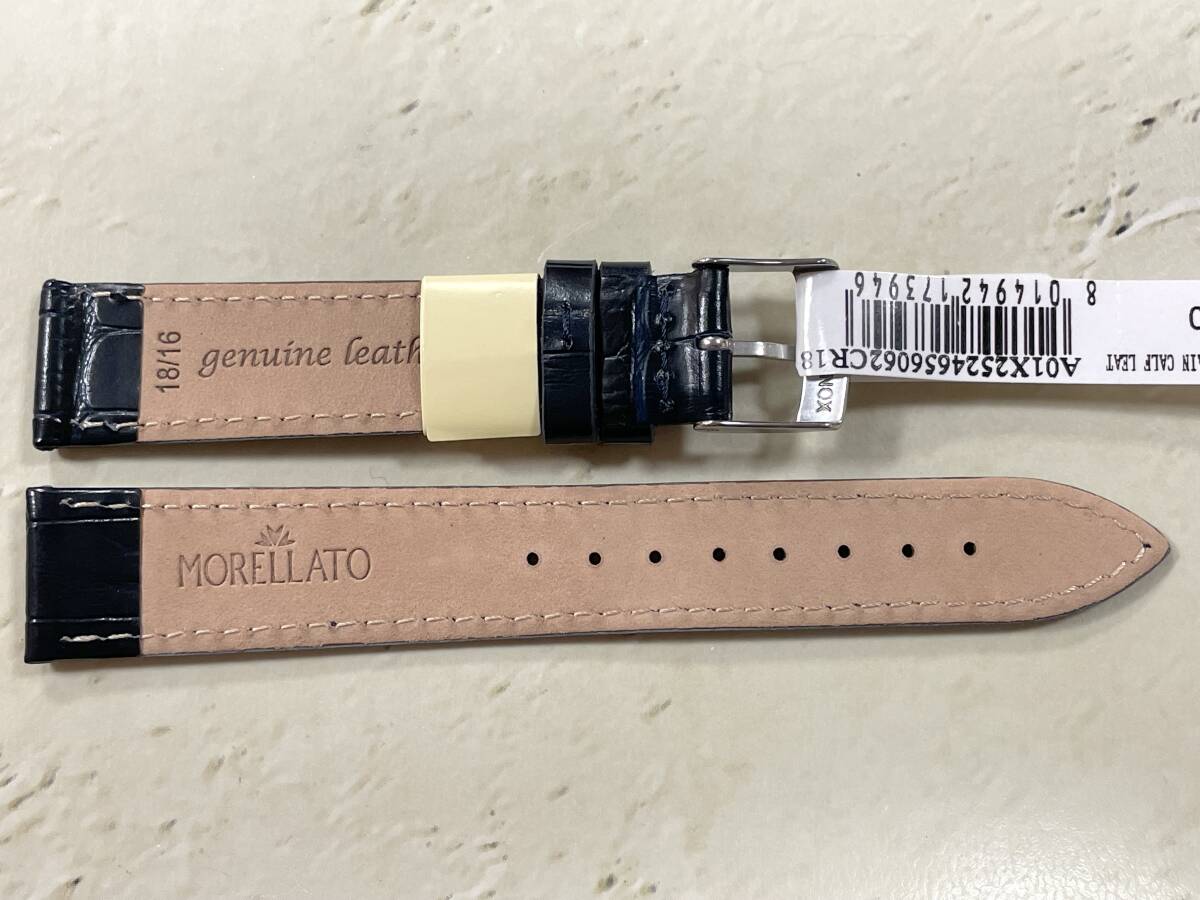 18/16
genuine leath
MORELLATO
NOX
8 014942 173946
A01X2524656062CR18
AIN CALF LEAT